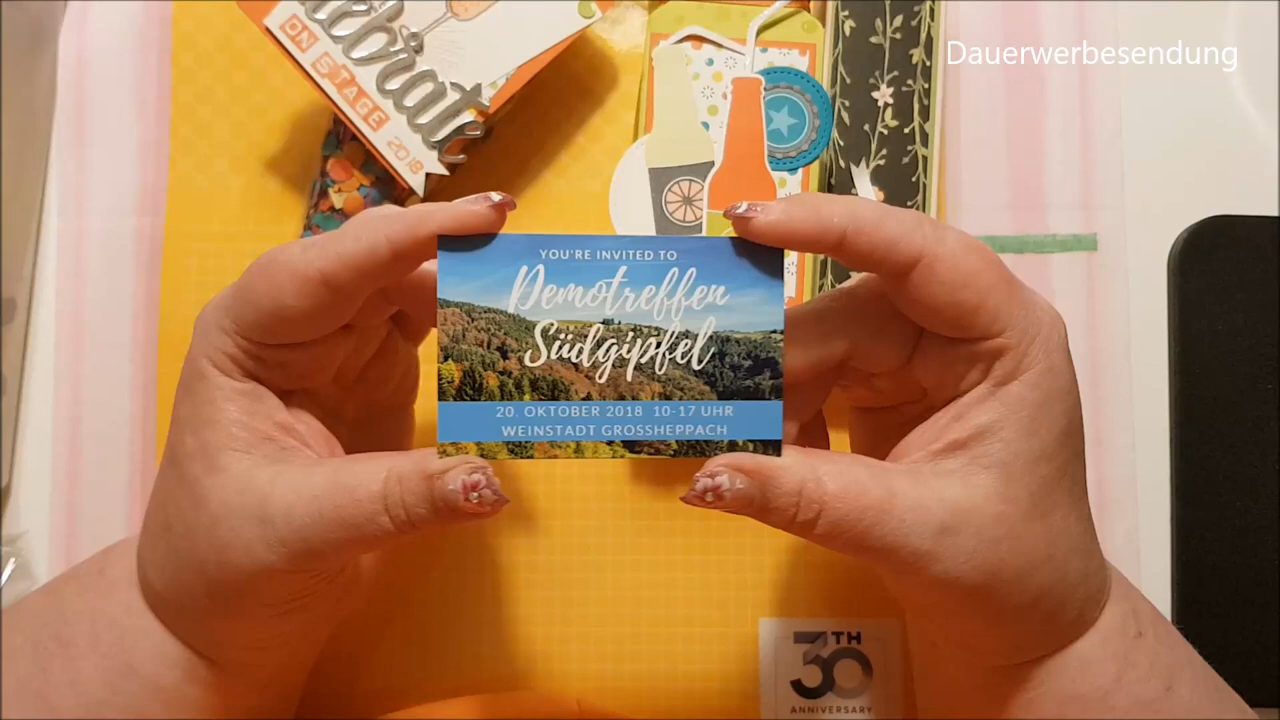 Dauerwerbesendung
ON STAGE
2018
YOU'RE INVITED TO
Demotreffen
Südgipfel
20. OKTOBER 2018 10-17 UHR
WEINSTADT GROSSHEPPACH
30TH
ANNIVERSARY